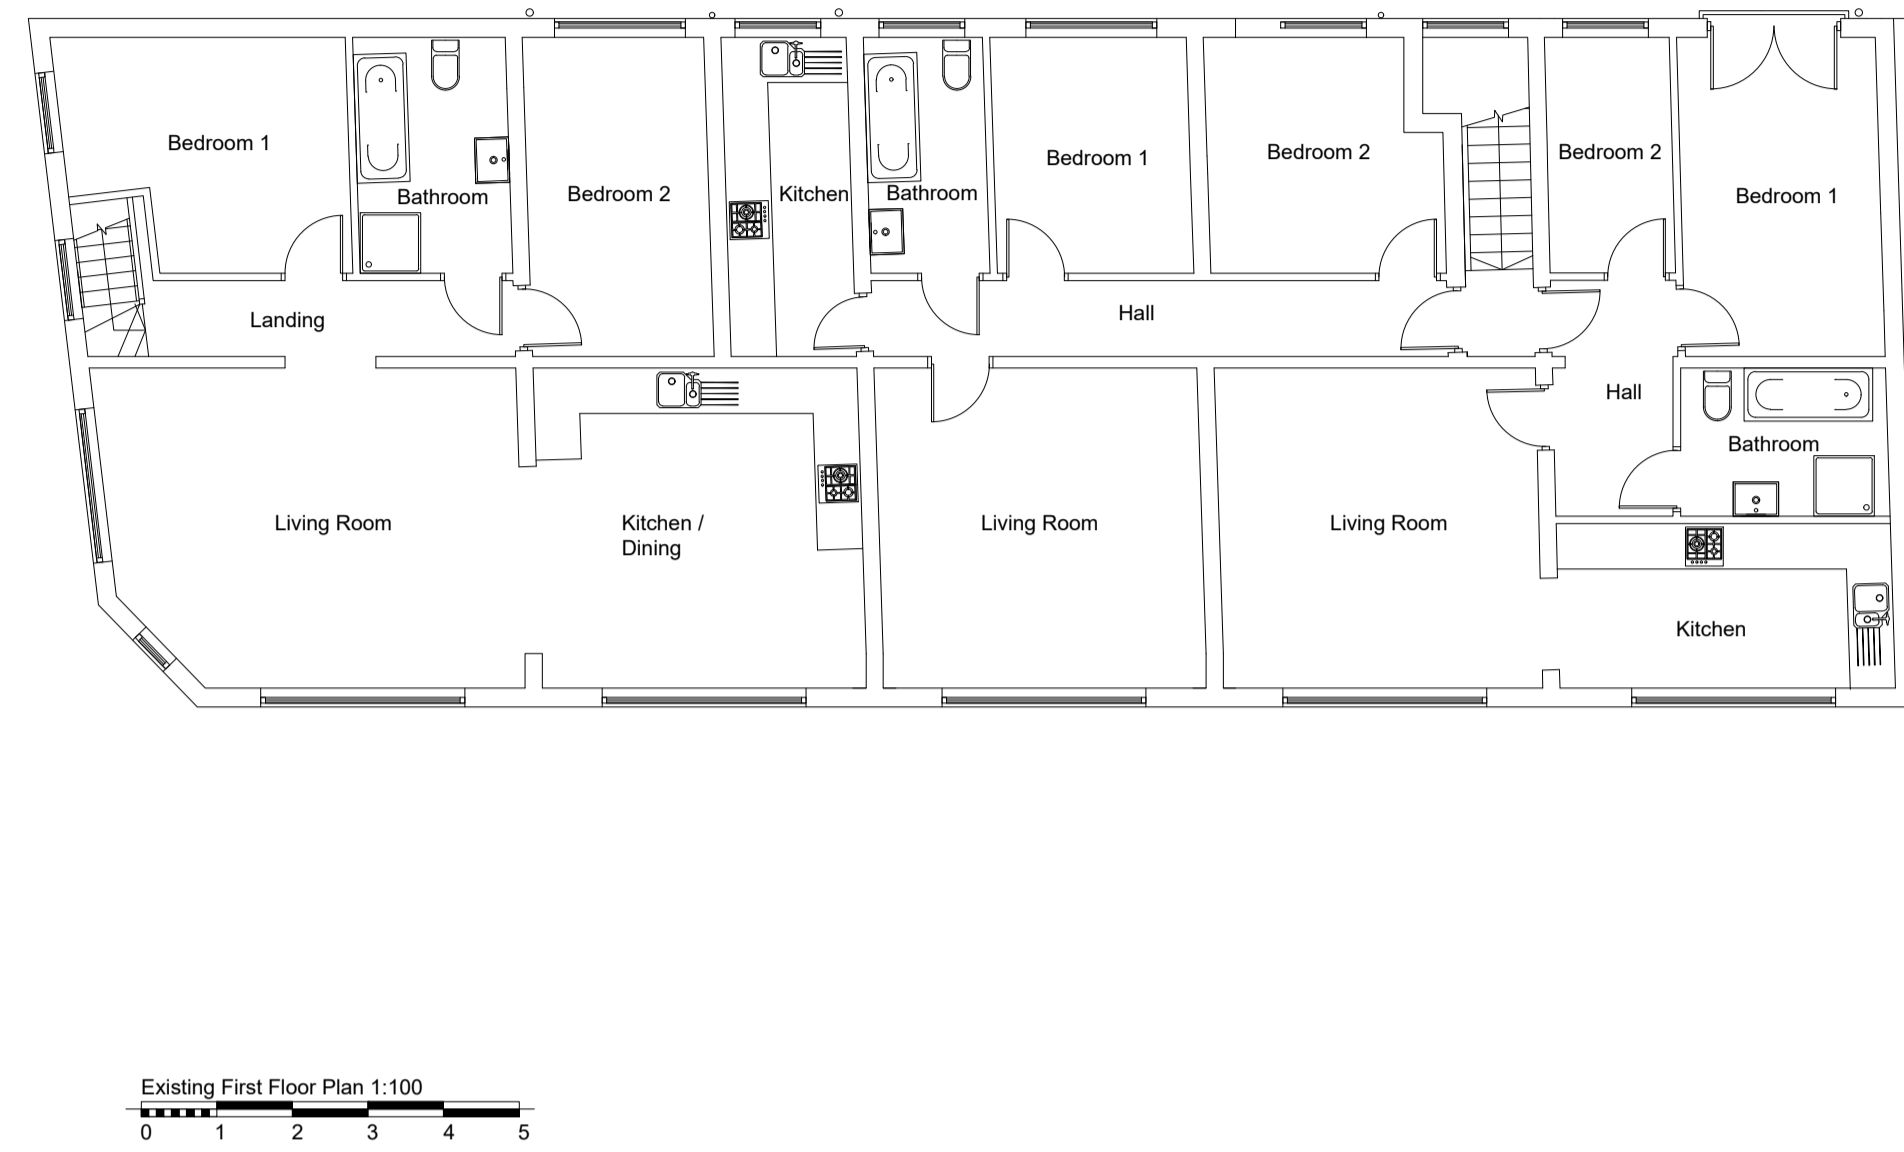 Bedroom 1
Bathroom
Bedroom 2
Kitchen
Bathroom
Bedroom 1
Bedroom 2
Bedroom 2
Bedroom 1
Landing
Hall
Hall
Bathroom
Living Room
Kitchen /
Dining
Living Room
Living Room
Kitchen
Existing First Floor Plan 1:100
0 1 2 3 4 5